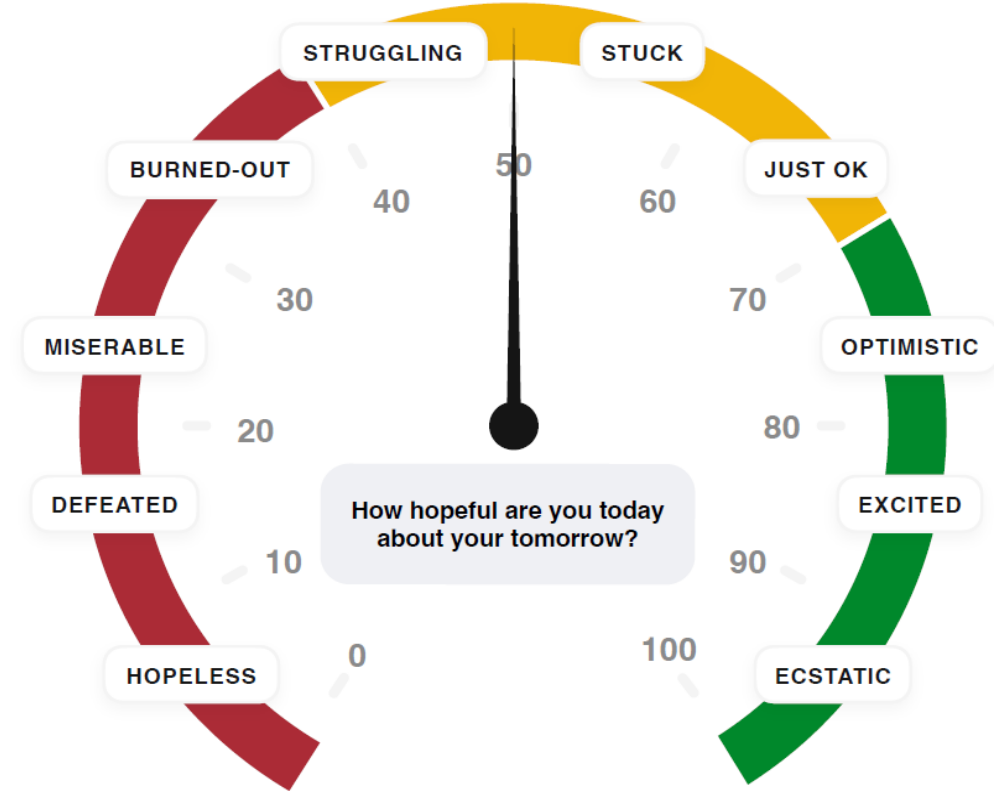 STRUGGLING
STUCK
BURNED-OUT
JUST OK
50
40
60
30
70
MISERABLE
OPTIMISTIC
20
80
DEFEATED
EXCITED
How hopeful are you today
about your tomorrow?
10
90
0
100
HOPELESS
ECSTATIC